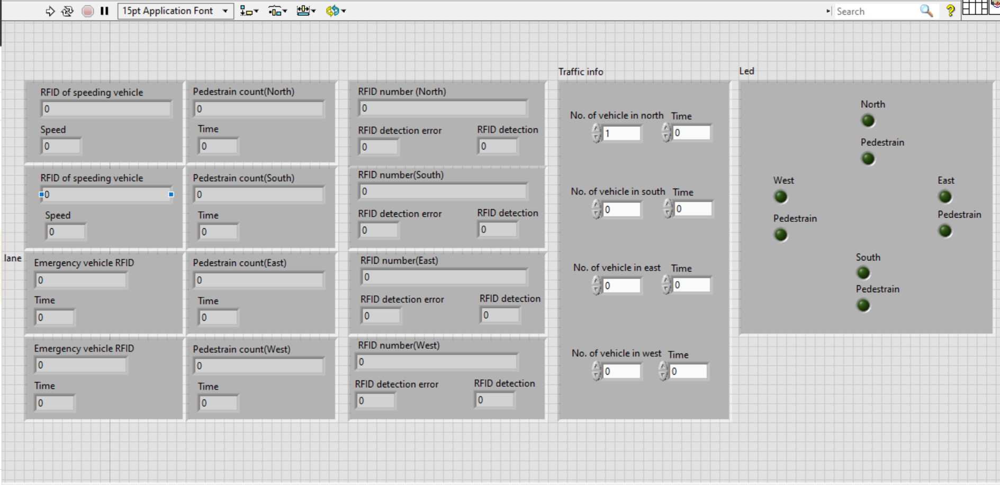 15pt Application Font
Search
?
Traffic info
Led
RFID of speeding vehicle
0
Speed
0
Pedestrain count(North)
0
Time
0
RFID number (North)
0
RFID detection error
0
RFID detection
0
No. of vehicle in north
1
Time
0
North
Pedestrain
RFID of speeding vehicle
0
Speed
0
Pedestrain count(South)
0
Time
0
RFID number(South)
0
RFID detection error
0
RFID detection
0
No. of vehicle in south
0
Time
0
West
Pedestrain
East
Pedestrain
lane
Emergency vehicle RFID
0
Time
0
Pedestrain count(East)
0
Time
0
RFID number(East)
0
RFID detection error
0
RFID detection
0
No. of vehicle in east
0
Time
0
South
Pedestrain
Emergency vehicle RFID
0
Time
0
Pedestrain count(West)
0
Time
0
RFID number(West)
0
RFID detection error
0
RFID detection
0
No. of vehicle in west
0
Time
0